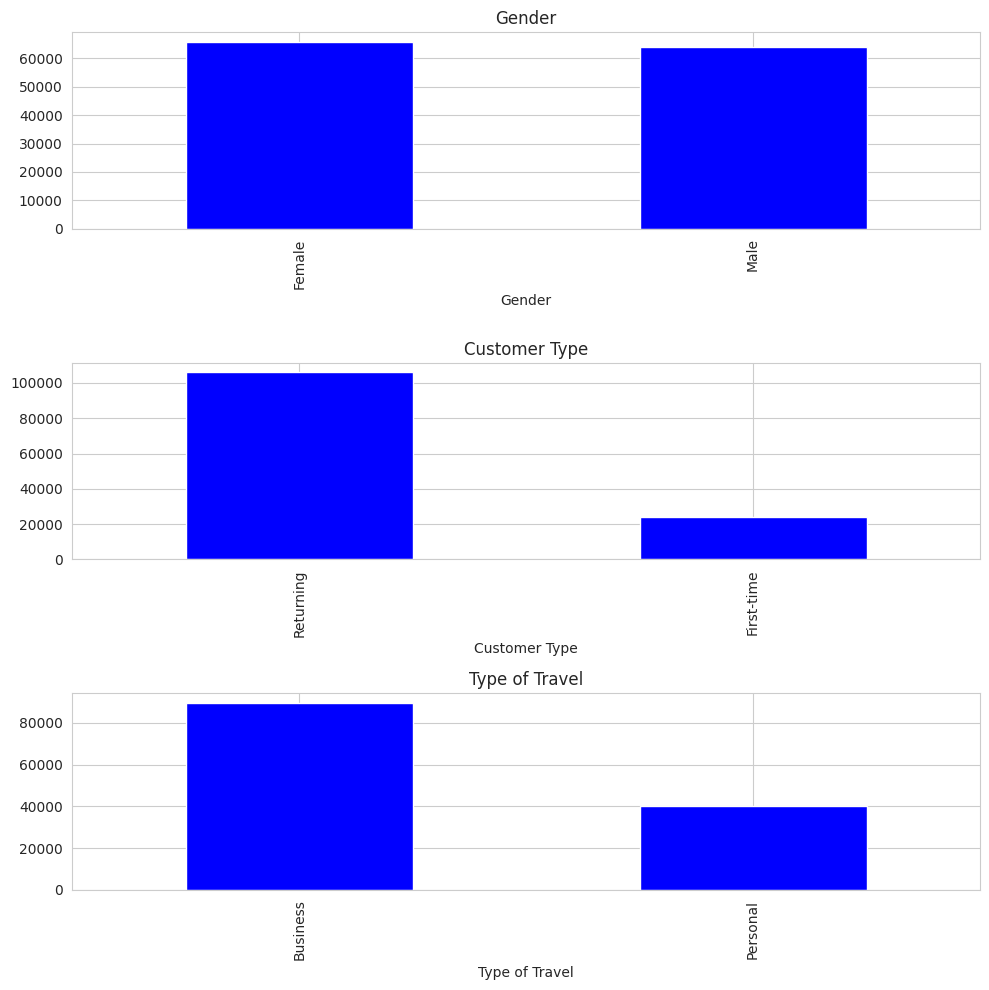 Gender
60000
50000
40000
30000
20000
10000
0
Female
Male
Gender
Customer Type
100000
80000
60000
40000
20000
0
Returning
First-time
Customer Type
Type of Travel
80000
60000
40000
20000
0
Business
Personal
Type of Travel